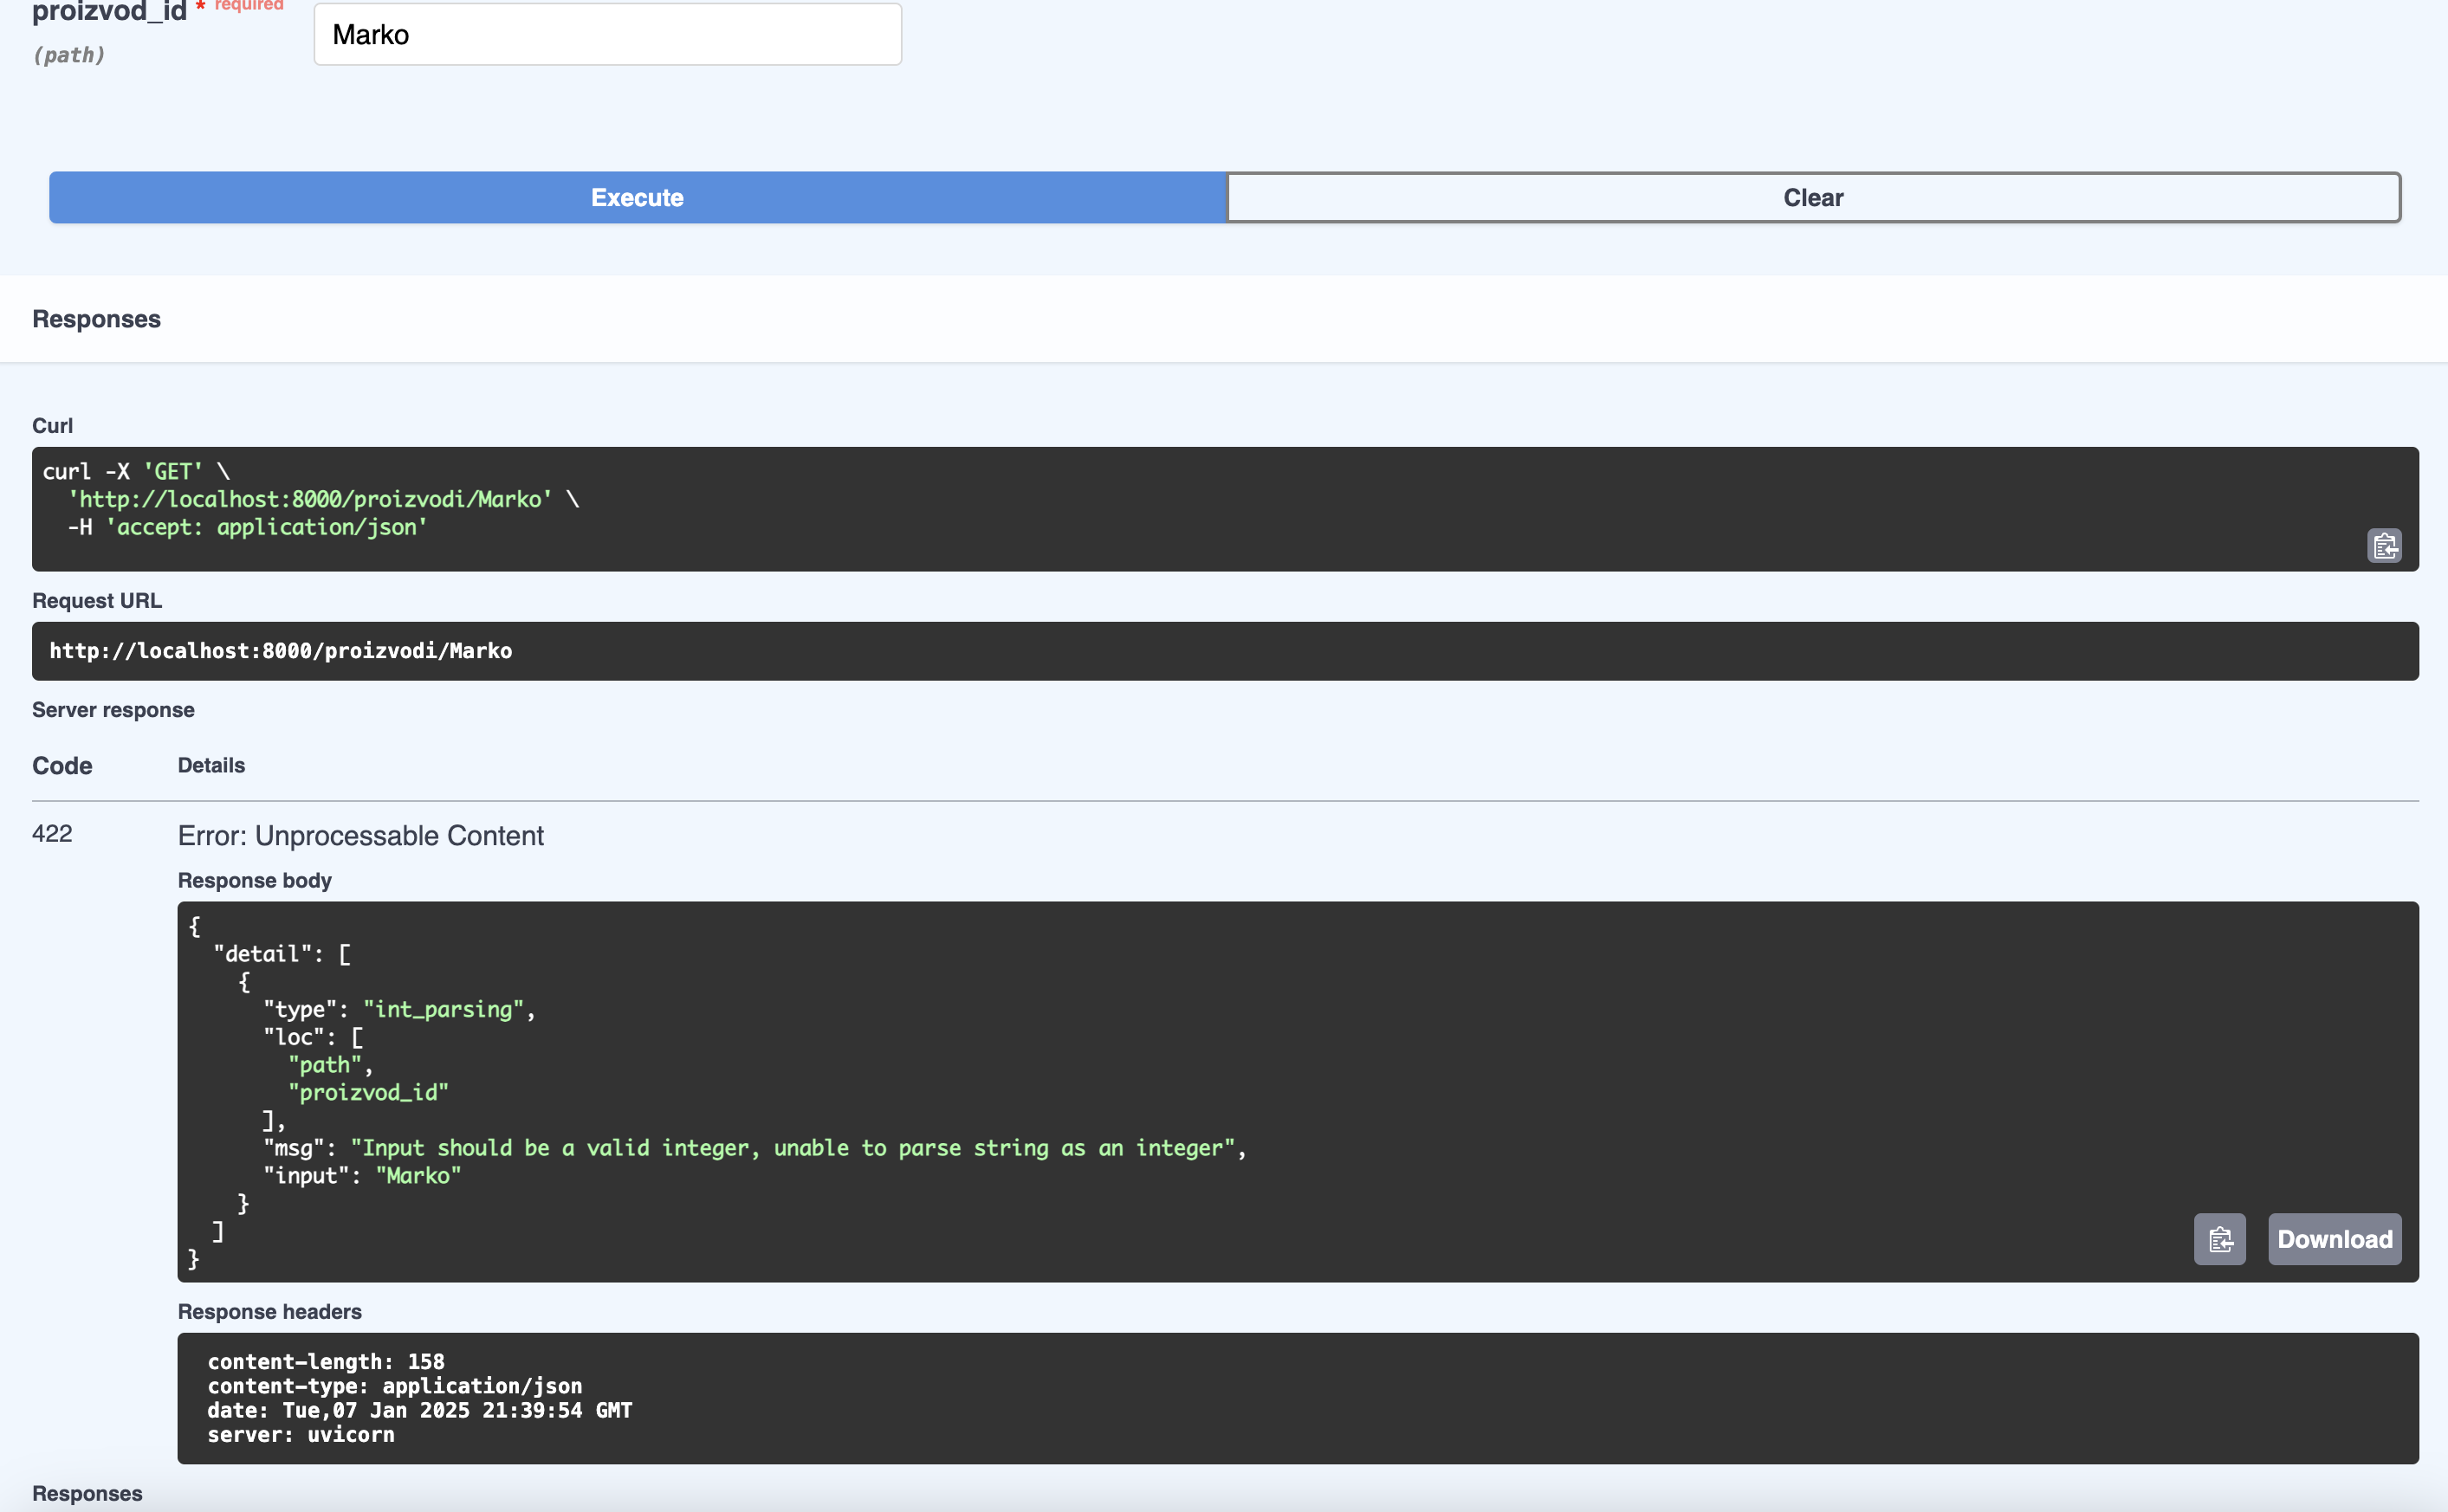 proizvod_id * required
(path)
Marko
Execute
Clear
Responses
Curl
curl -X 'GET' \
  'http://localhost:8000/proizvodi/Marko' \
  -H 'accept: application/json'
Request URL
http://localhost:8000/proizvodi/Marko
Server response
Code Details
422 Error: Unprocessable Content
Response body
{
  "detail": [
    {
      "type": "int_parsing",
      "loc": [
        "path",
        "proizvod_id"
      ],
      "msg": "Input should be a valid integer, unable to parse string as an integer",
      "input": "Marko"
    }
  ]
}
Download
Response headers
content-length: 158
content-type: application/json
date: Tue,07 Jan 2025 21:39:54 GMT
server: uvicorn
Responses